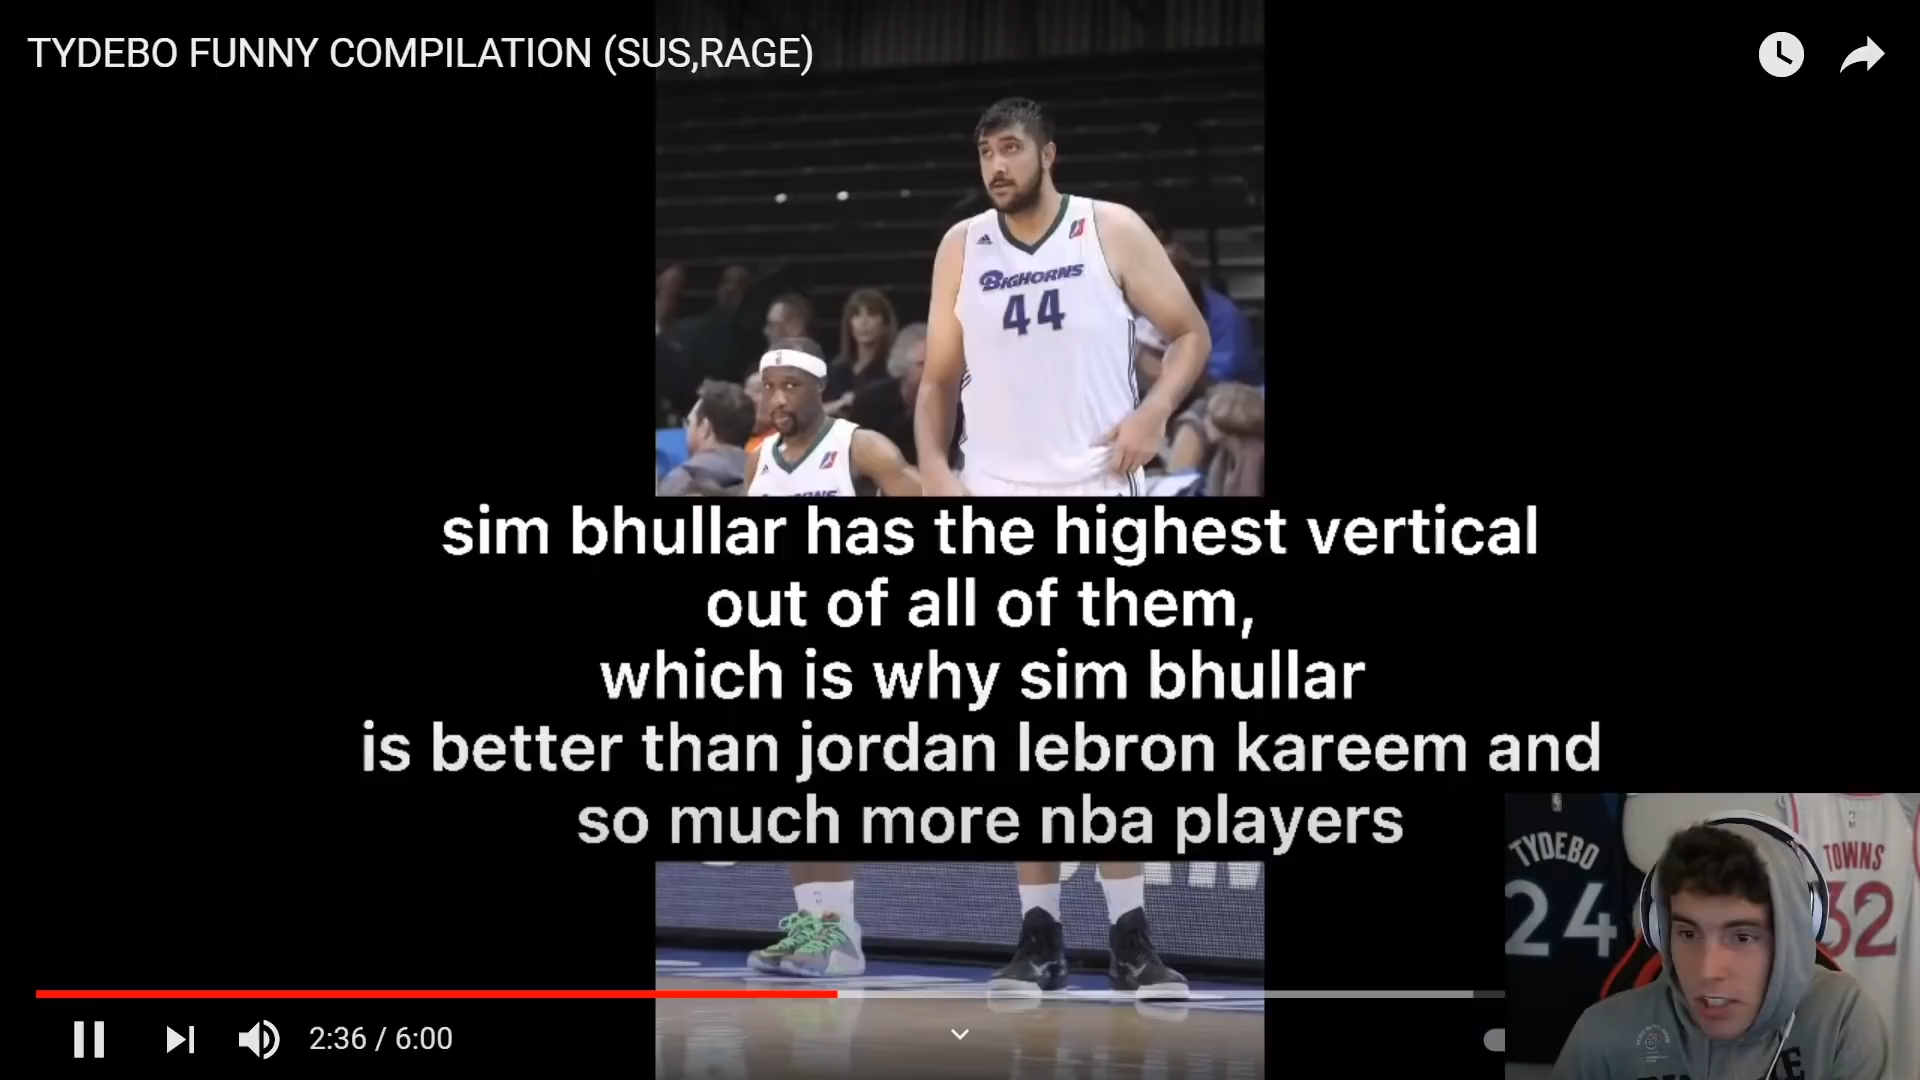 TYDEBO FUNNY COMPILATION (SUS,RAGE)
BIGHORNS
44
sim bhullar has the highest vertical
out of all of them,
which is why sim bhullar
is better than jordan lebron kareem and
so much more nba players
TYDEBO
24
TOWNS
32
2:36 / 6:00